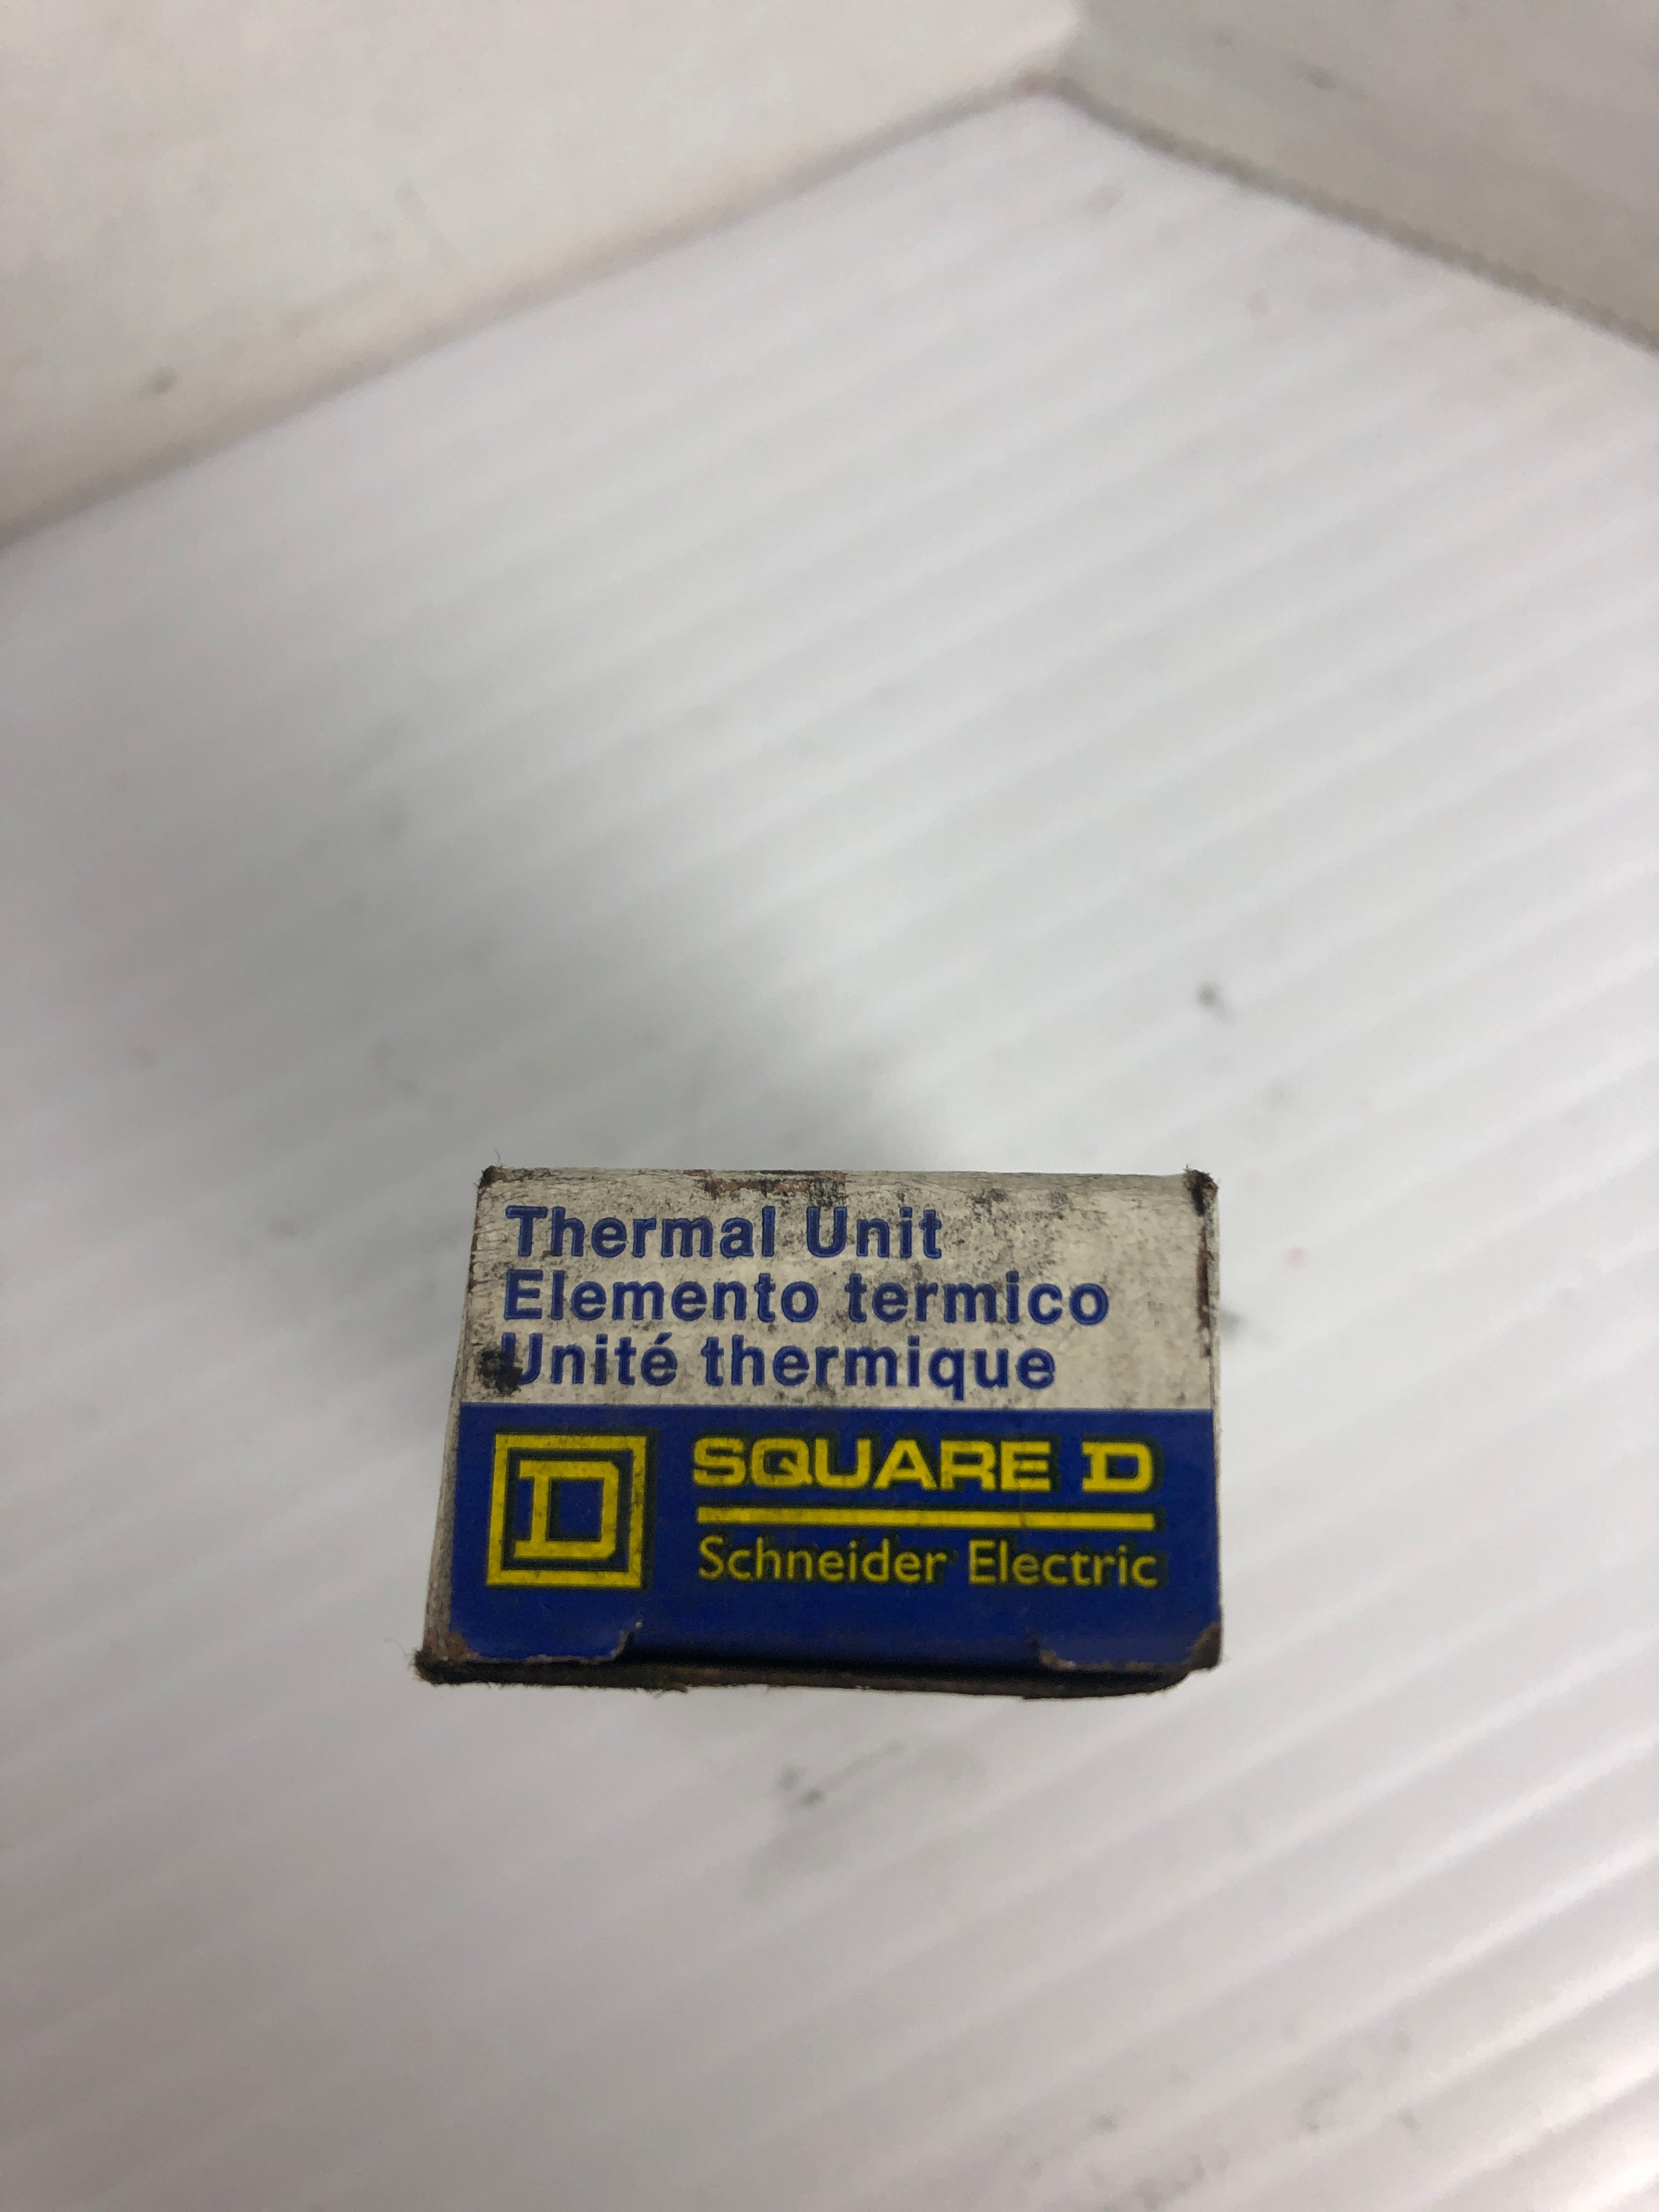 Thermal Unit
Elemento termico
Unité thermique
D
SQUARE D
Schneider Electric